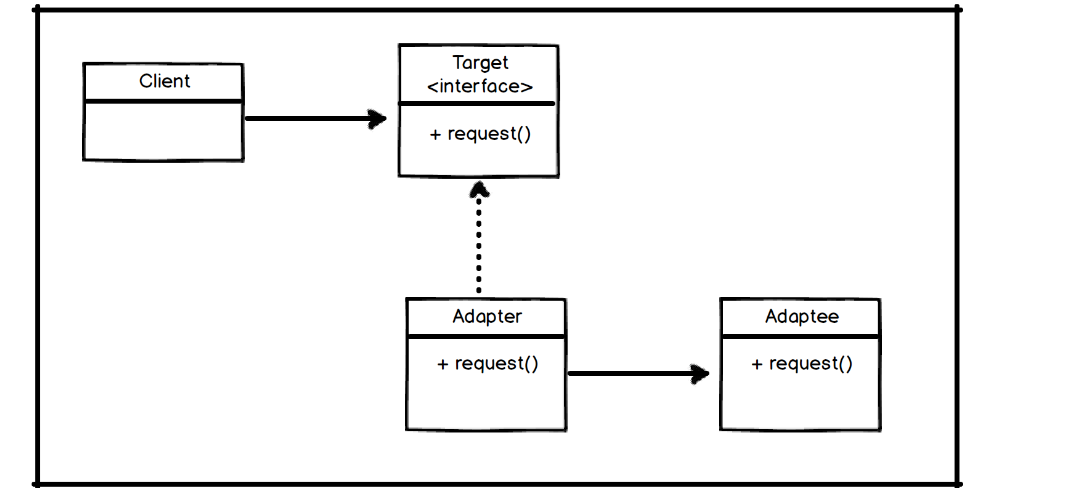 Client
Target
<interface>
+ request()
Adapter
+ request()
Adaptee
+ request()